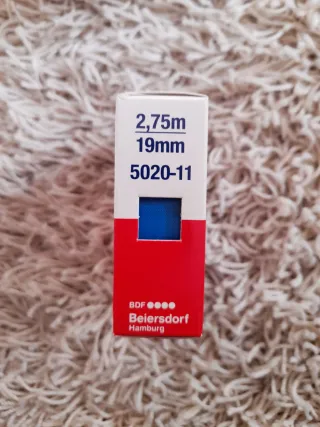 2,75m
19mm
5020-11
BDF
Beiersdorf
Hamburg